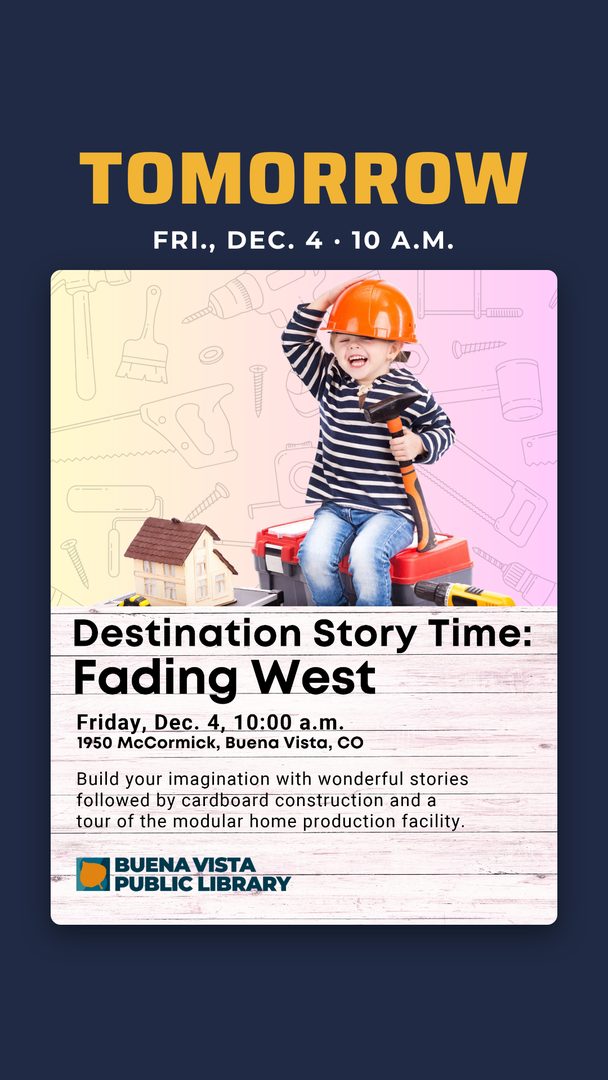 TOMORROW
FRI., DEC. 4 · 10 A.M.
Destination Story Time:
Fading West
Friday, Dec. 4, 10:00 a.m.
1950 McCormick, Buena Vista, CO
Build your imagination with wonderful stories
followed by cardboard construction and a
tour of the modular home production facility.
BUENA VISTA
PUBLIC LIBRARY